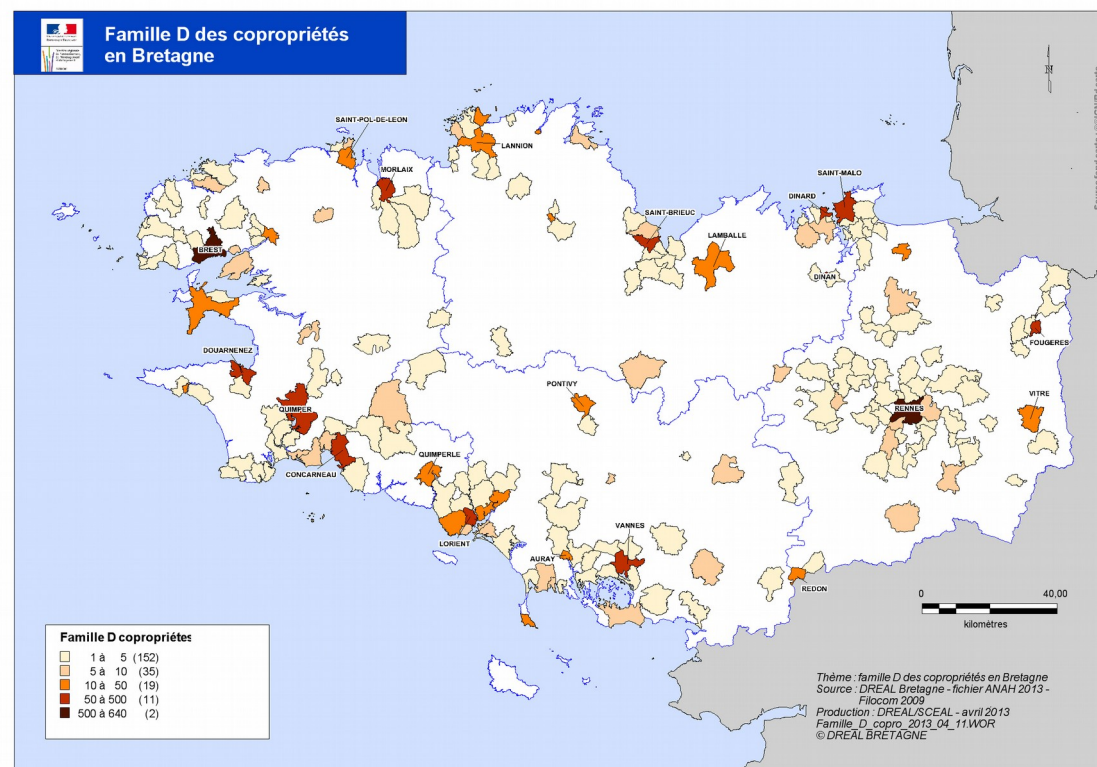 Famille D des copropriétés
en Bretagne
N
SAINT-POL-DE-LEON
LANNION
MORLAIX
SAINT-MALO
DINARD
SAINT-BRIEUC
LAMBALLE
BREST
DINAN
FOUGERES
DOUARNENEZ
PONTIVY
VITRE
QUIMPER
RENNES
QUIMPERLE
CONCARNEAU
VANNES
LORIENT
AURAY
REDON
0 40,00
kilomètres
Famille D copropriétes
1 à 5 (152)
5 à 10 (35)
10 à 50 (19)
50 à 500 (11)
500 à 640 (2)
Thème : famille D des copropriétés en Bretagne
Source : DREAL Bretagne - fichier ANAH 2013 -
Filocom 2009
Production : DREAL/SCEAL - avril 2013
Famille_D_copro_2013_04_11.WOR
© DREAL BRETAGNE